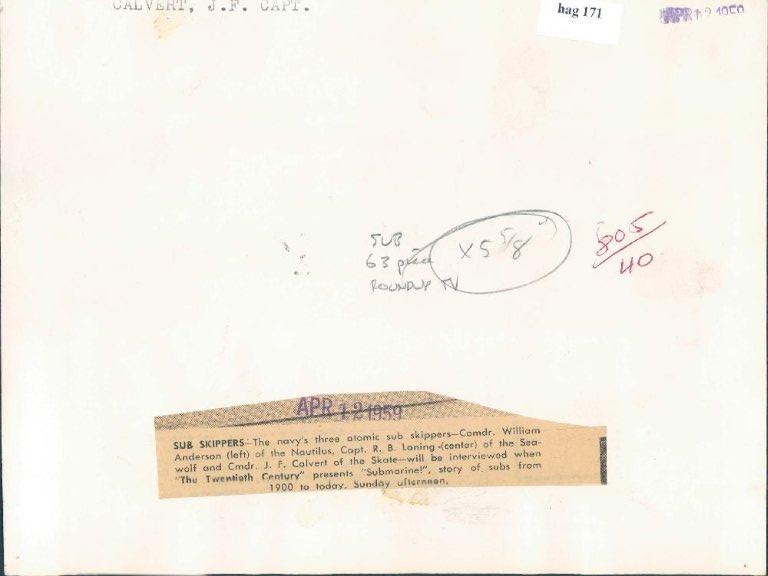 CALVERT, J.F. CAPT.
hag 171
APR 12 1959
SUB
63 pica
ROUNDUP TV
X 5 5/8"
805/40
APR 12 1959
SUB SKIPPERS—The navy's three atomic sub skippers—Comdr. William
Anderson (left) of the Nautilus, Capt. R. B. Laning (center) of the Sea-
wolf and Cmdr. J. F. Calvert of the Skate—will be interviewed when
"The Twentieth Century" presents "Submarine!", story of subs from
1900 to today, Sunday afternoon.